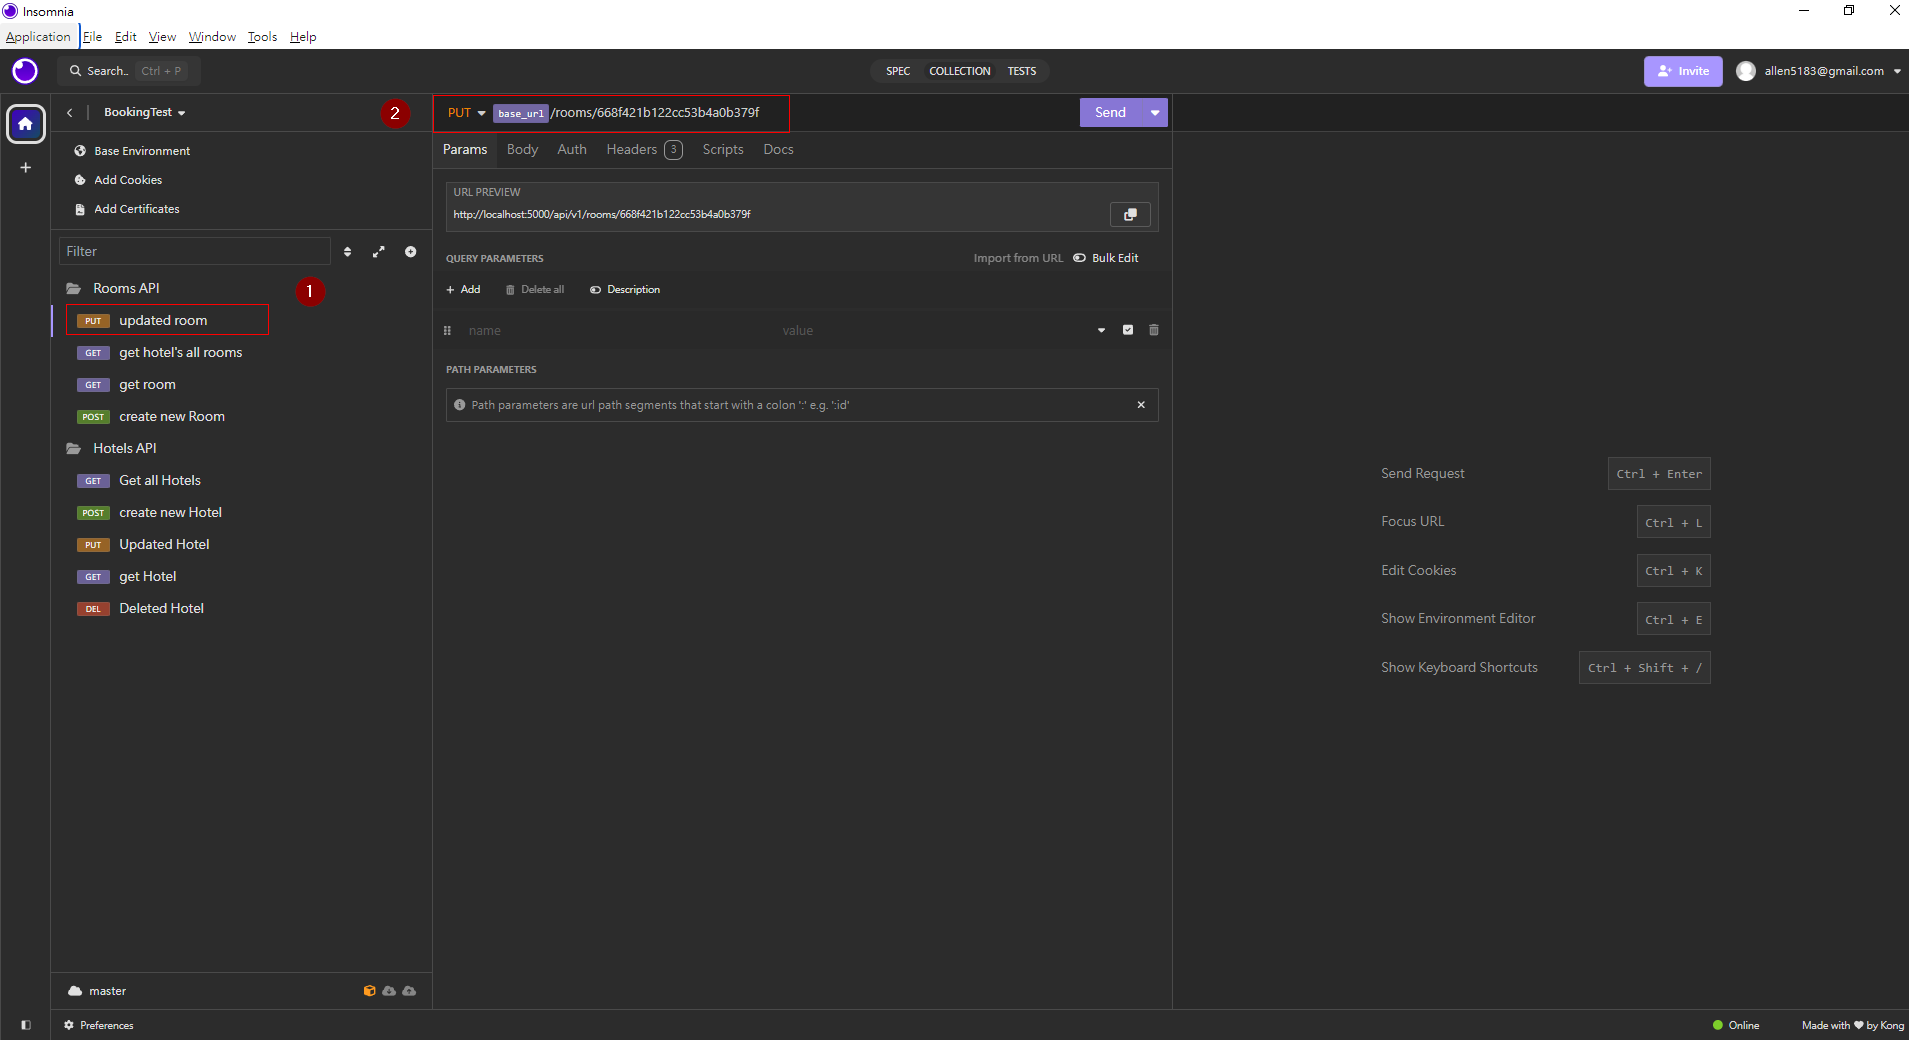 Insomnia
Application File Edit View Window Tools Help
Search.. Ctrl + P
SPEC COLLECTION TESTS
Invite
allen5183@gmail.com
BookingTest
2
PUT base_url/rooms/668f421b122cc53b4a0b379f
Send
Base Environment
Add Cookies
Add Certificates
Filter
Rooms API
1
PUT updated room
GET get hotel's all rooms
GET get room
POST create new Room
Hotels API
GET Get all Hotels
POST create new Hotel
PUT Updated Hotel
GET get Hotel
DEL Deleted Hotel
master
Preferences
Params Body Auth Headers 3 Scripts Docs
URL PREVIEW
http://localhost:5000/api/v1/rooms/668f421b122cc53b4a0b379f
QUERY PARAMETERS
Import from URL Bulk Edit
+ Add Delete all Description
name value
PATH PARAMETERS
Path parameters are url path segments that start with a colon ':' e.g. ':id'
Send Request Ctrl + Enter
Focus URL Ctrl + L
Edit Cookies Ctrl + K
Show Environment Editor Ctrl + E
Show Keyboard Shortcuts Ctrl + Shift + /
Online
Made with ♥ by Kong